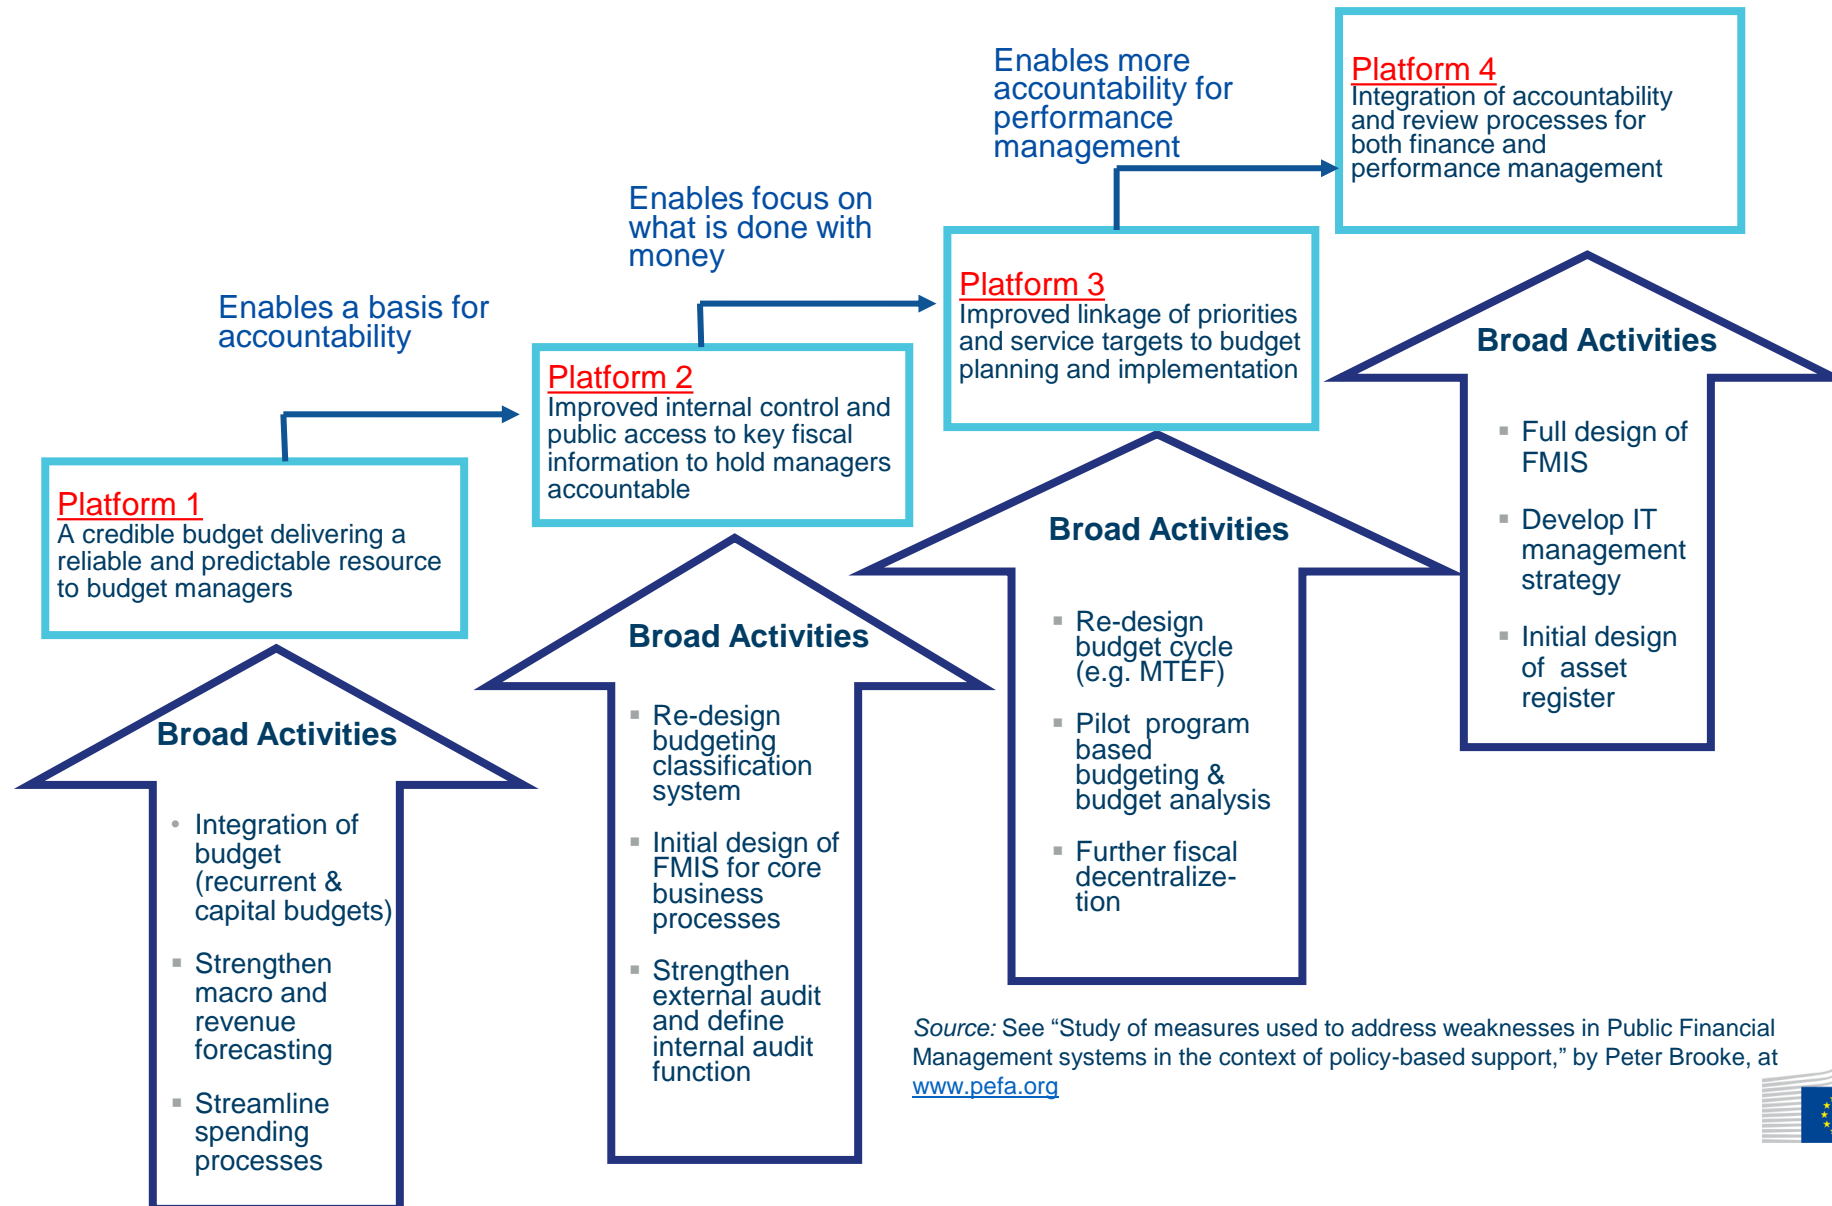 Enables a basis for
accountability
Platform 1
A credible budget delivering a
reliable and predictable resource
to budget managers
Broad Activities
• Integration of
budget
(recurrent &
capital budgets)
▪ Strengthen
macro and
revenue
forecasting
▪ Streamline
spending
processes
Enables focus on
what is done with
money
Platform 2
Improved internal control and
public access to key fiscal
information to hold managers
accountable
Broad Activities
▪ Re-design
budgeting
classification
system
▪ Initial design of
FMIS for core
business
processes
▪ Strengthen
external audit
and define
internal audit
function
Enables more
accountability for
performance
management
Platform 3
Improved linkage of priorities
and service targets to budget
planning and implementation
Broad Activities
▪ Re-design
budget cycle
(e.g. MTEF)
▪ Pilot program
based
budgeting &
budget analysis
▪ Further fiscal
decentralize-
tion
Platform 4
Integration of accountability
and review processes for
both finance and
performance management
Broad Activities
▪ Full design of
FMIS
▪ Develop IT
management
strategy
▪ Initial design
of asset
register
Source: See “Study of measures used to address weaknesses in Public Financial
Management systems in the context of policy-based support,” by Peter Brooke, at
www.pefa.org